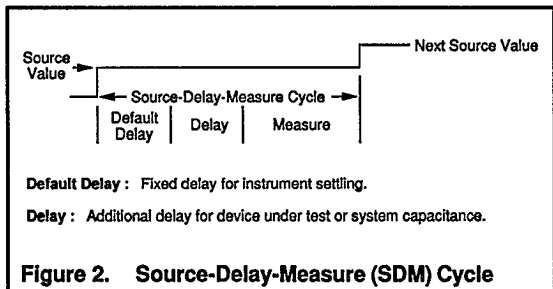 Next Source Value
Source
Value
Source-Delay-Measure Cycle
Default
Delay
Delay
Measure
Default Delay : Fixed delay for instrument settling.
Delay : Additional delay for device under test or system capacitance.
Figure 2. Source-Delay-Measure (SDM) Cycle